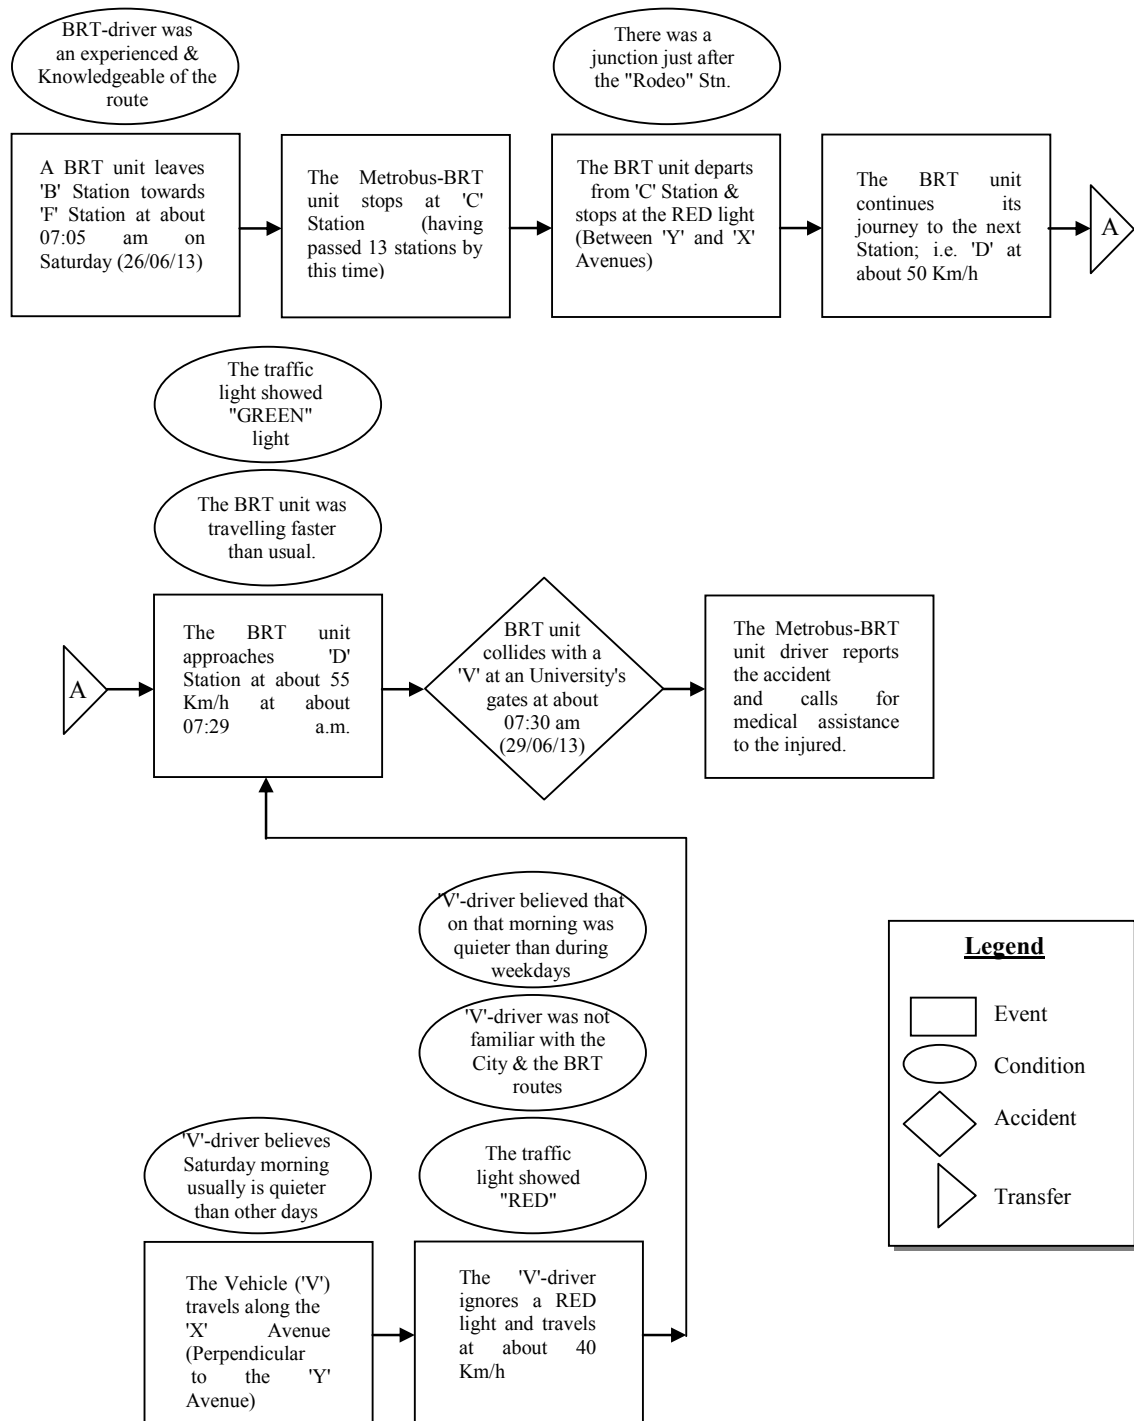 BRT-driver was
an experienced &
Knowledgeable of the
route
There was a
junction just after
the "Rodeo" Stn.
A BRT unit leaves
'B' Station towards
'F' Station at about
07:05 am on
Saturday (26/06/13)
The Metrobus-BRT
unit stops at 'C'
Station (having
passed 13 stations by
this time)
The BRT unit departs
from 'C' Station &
stops at the RED light
(Between 'Y' and 'X'
Avenues)
The BRT unit
continues its
journey to the next
Station; i.e. 'D' at
about 50 Km/h
A
The traffic
light showed
"GREEN"
light
The BRT unit was
travelling faster
than usual.
A
The BRT unit
approaches 'D'
Station at about 55
Km/h at about
07:29 a.m.
BRT unit
collides with a
'V' at an University's
gates at about
07:30 am
(29/06/13)
The Metrobus-BRT
unit driver reports
the accident
and calls for
medical assistance
to the injured.
'V'-driver believed that
on that morning was
quieter than during
weekdays
'V'-driver was not
familiar with the
City & the BRT
routes
The traffic
light showed
"RED"
'V'-driver believes
Saturday morning
usually is quieter
than other days
The Vehicle ('V')
travels along the
'X' Avenue
(Perpendicular
to the 'Y'
Avenue)
The 'V'-driver
ignores a RED
light and travels
at about 40
Km/h
Legend
Event
Condition
Accident
Transfer